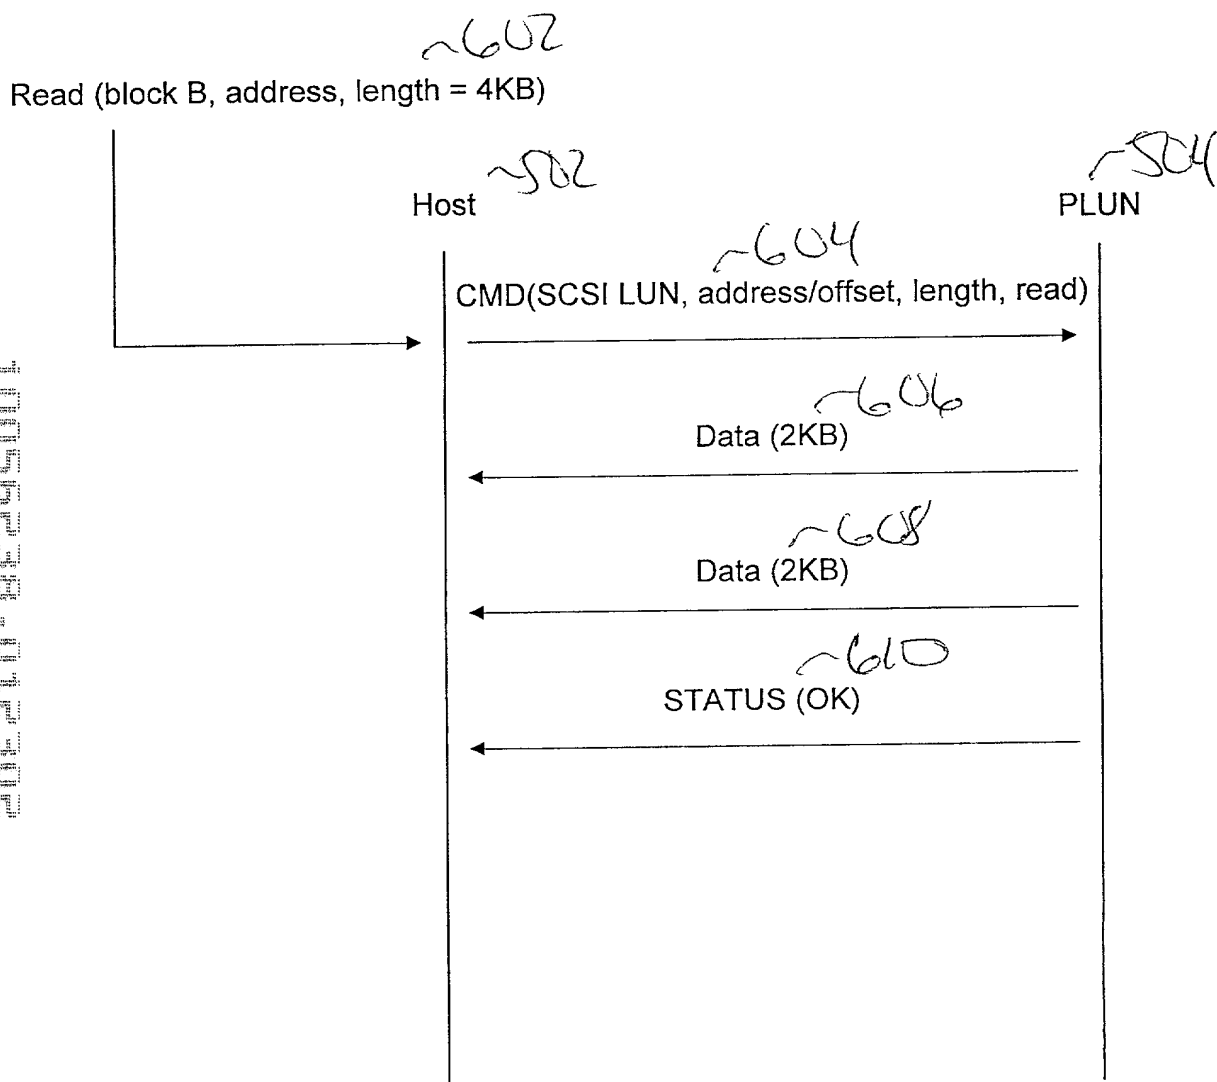 ~602
Read (block B, address, length = 4KB)
Host ~502
~504
PLUN
~604
CMD(SCSI LUN, address/offset, length, read)
~606
Data (2KB)
~608
Data (2KB)
~610
STATUS (OK)